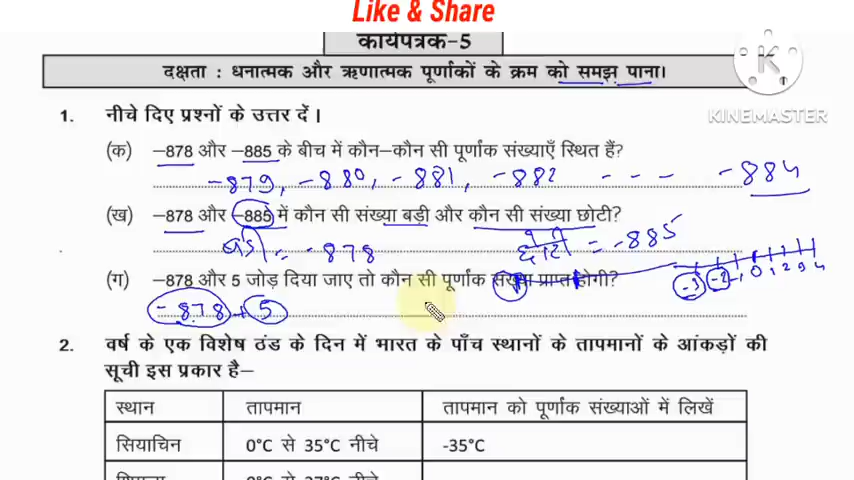 Like & Share
कार्यपत्रक-5
दक्षता : धनात्मक और ऋणात्मक पूर्णाकों के क्रम को समझ पाना।
KINEMASTER
1. नीचे दिए प्रश्नों के उत्तर दें।
(क) -878 और -885 के बीच में कौन-कौन सी पूर्णांक संख्याएँ स्थित हैं?
-879, -880, -881, -882 - - - -884
(ख) -878 और -885 में कौन सी संख्या बड़ी और कौन सी संख्या छोटी?
बड़ी = -878 छोटी = -885
-3 -2 -1 0 1 2 3 4
(ग) -878 और 5 जोड़ दिया जाए तो कौन सी पूर्णांक संख्या प्राप्त होगी?
-878 + 5
2. वर्ष के एक विशेष ठंड के दिन में भारत के पाँच स्थानों के तापमानों के आंकड़ों की
सूची इस प्रकार है-
स्थान तापमान तापमान को पूर्णांक संख्याओं में लिखें
सियाचिन 0°C से 35°C नीचे -35°C